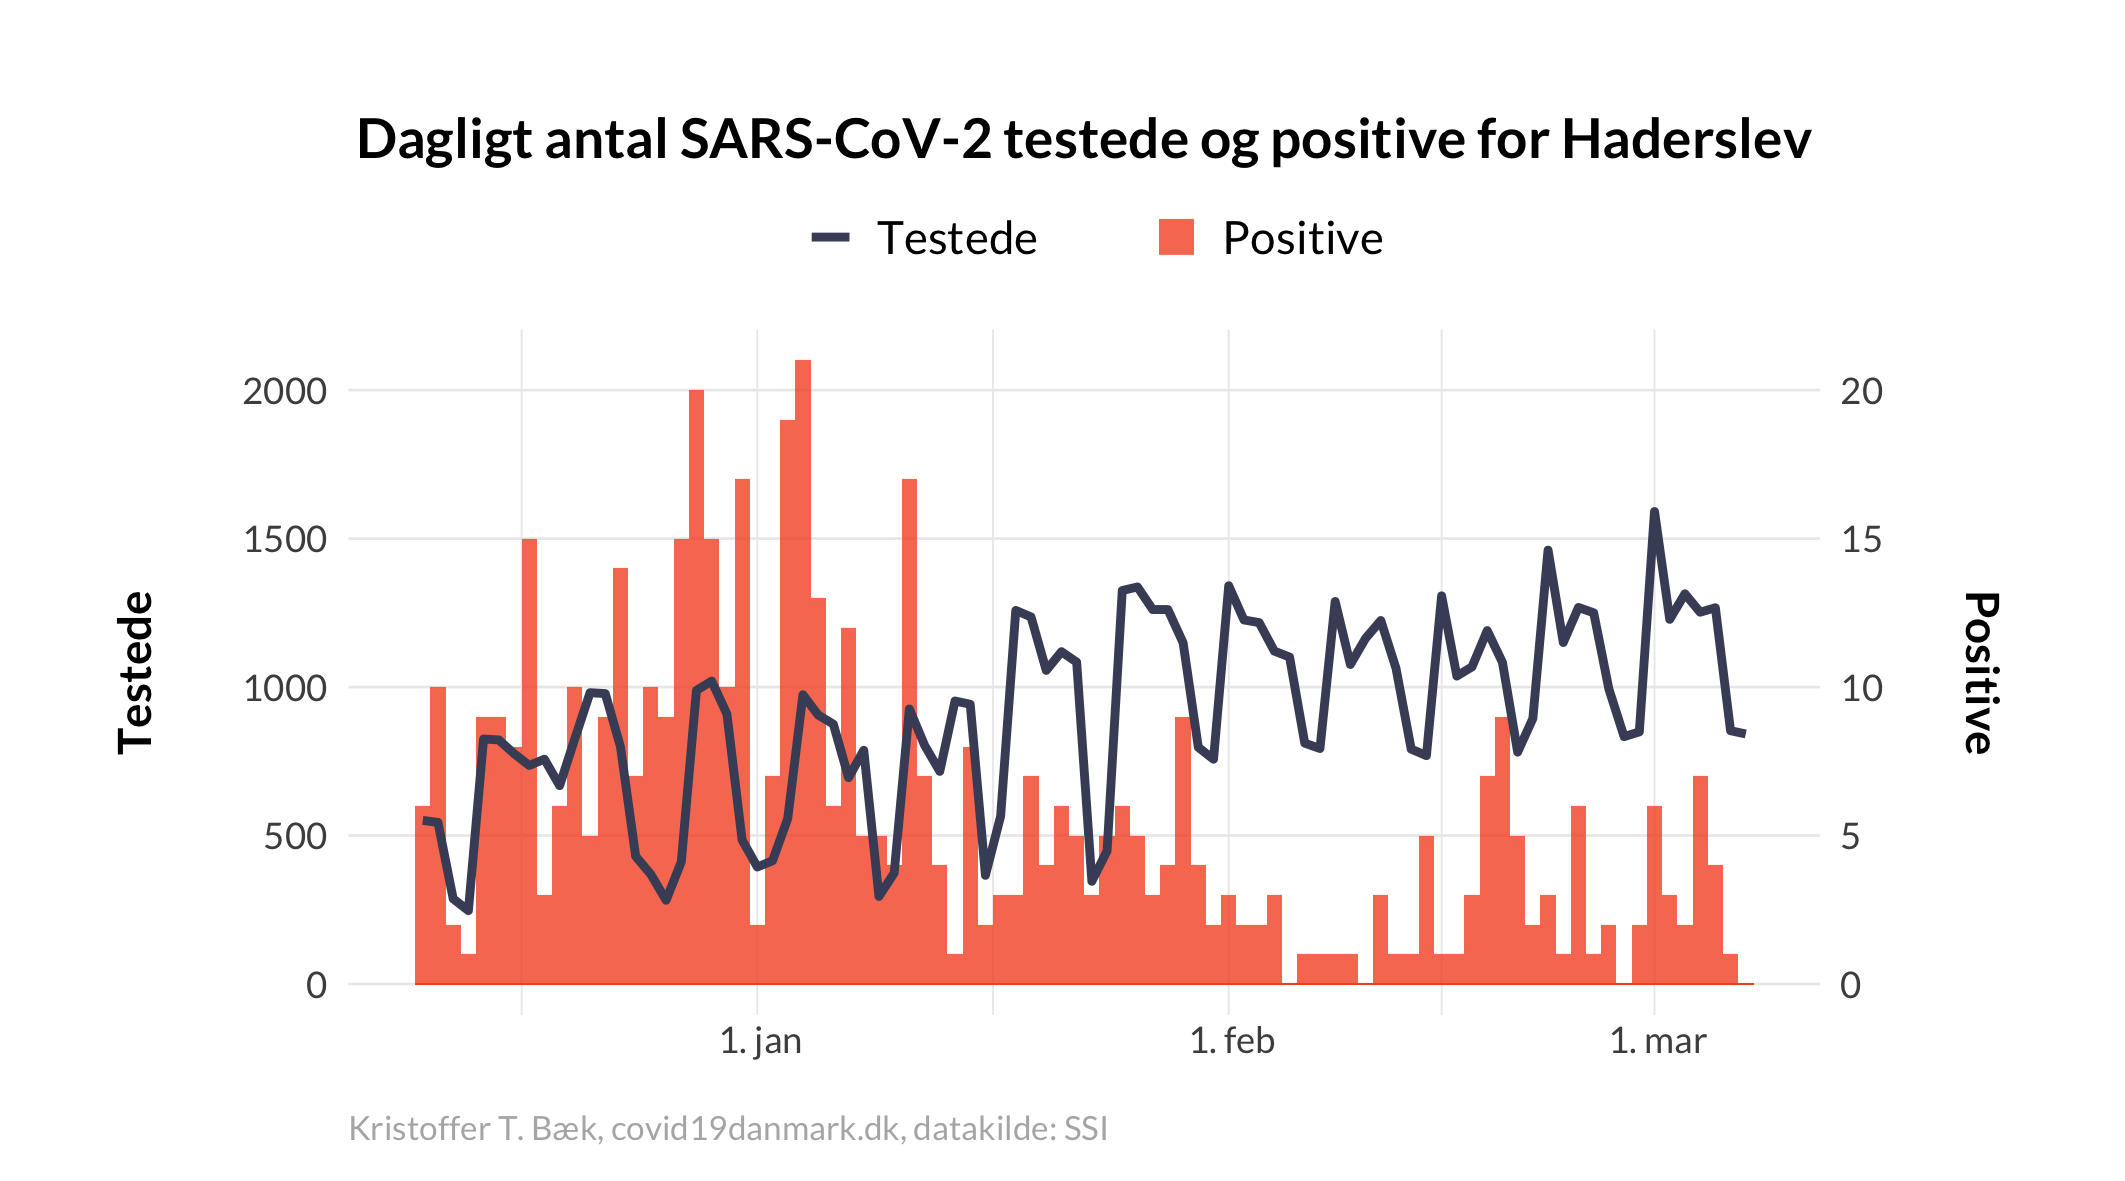 Dagligt antal SARS-CoV-2 testede og positive for Haderslev
Testede
Positive
2000
1500
1000
500
0
Testede
20
15
10
5
0
Positive
1. jan
1. feb
1. mar
Kristoffer T. Bæk, covid19danmark.dk, datakilde: SSI